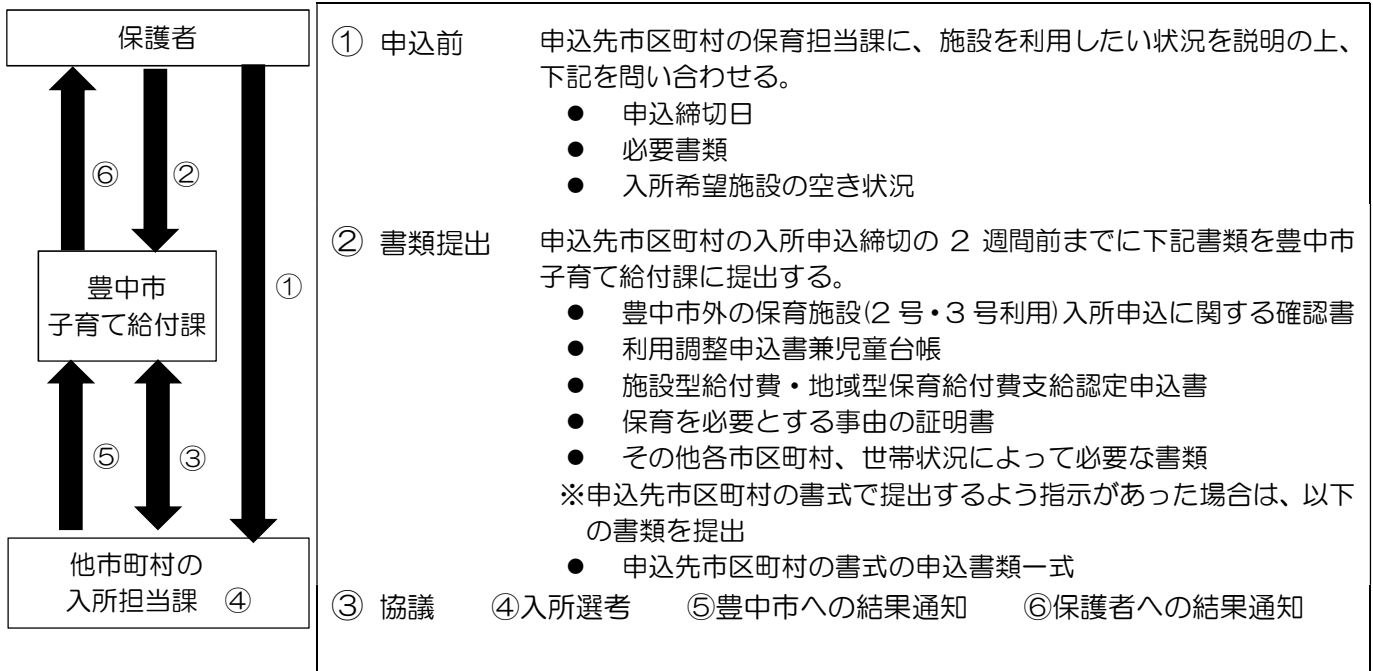 保護者
⑥
②
①
豊中市
子育て給付課
⑤
③
他市町村の
入所担当課 ④
① 申込前 申込先市区町村の保育担当課に、施設を利用したい状況を説明の上、
下記を問い合わせる。
● 申込締切日
● 必要書類
● 入所希望施設の空き状況
② 書類提出 申込先市区町村の入所申込締切の 2 週間前までに下記書類を豊中市
子育て給付課に提出する。
● 豊中市外の保育施設(2 号・3 号利用)入所申込に関する確認書
● 利用調整申込書兼児童台帳
● 施設型給付費・地域型保育給付費支給認定申込書
● 保育を必要とする事由の証明書
● その他各市区町村、世帯状況によって必要な書類
※申込先市区町村の書式で提出するよう指示があった場合は、以下
の書類を提出
● 申込先市区町村の書式の申込書類一式
③ 協議 ④入所選考 ⑤豊中市への結果通知 ⑥保護者への結果通知